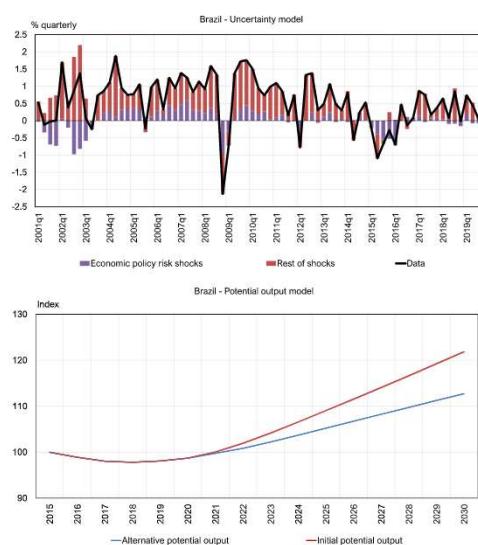 Brazil - Uncertainty model
% quarterly
2.5
2
1.5
1
0.5
0
-0.5
-1
-1.5
-2
-2.5
2001q1 2002q1 2003q1 2004q1 2005q1 2006q1 2007q1 2008q1 2009q1 2010q1 2011q1 2012q1 2013q1 2014q1 2015q1 2016q1 2017q1 2018q1 2019q1
Economic policy risk shocks Rest of shocks Data
Brazil - Potential output model
Index
130
120
110
100
90
2015 2016 2017 2018 2019 2020 2021 2022 2023 2024 2025 2026 2027 2028 2029 2030
Alternative potential output Initial potential output